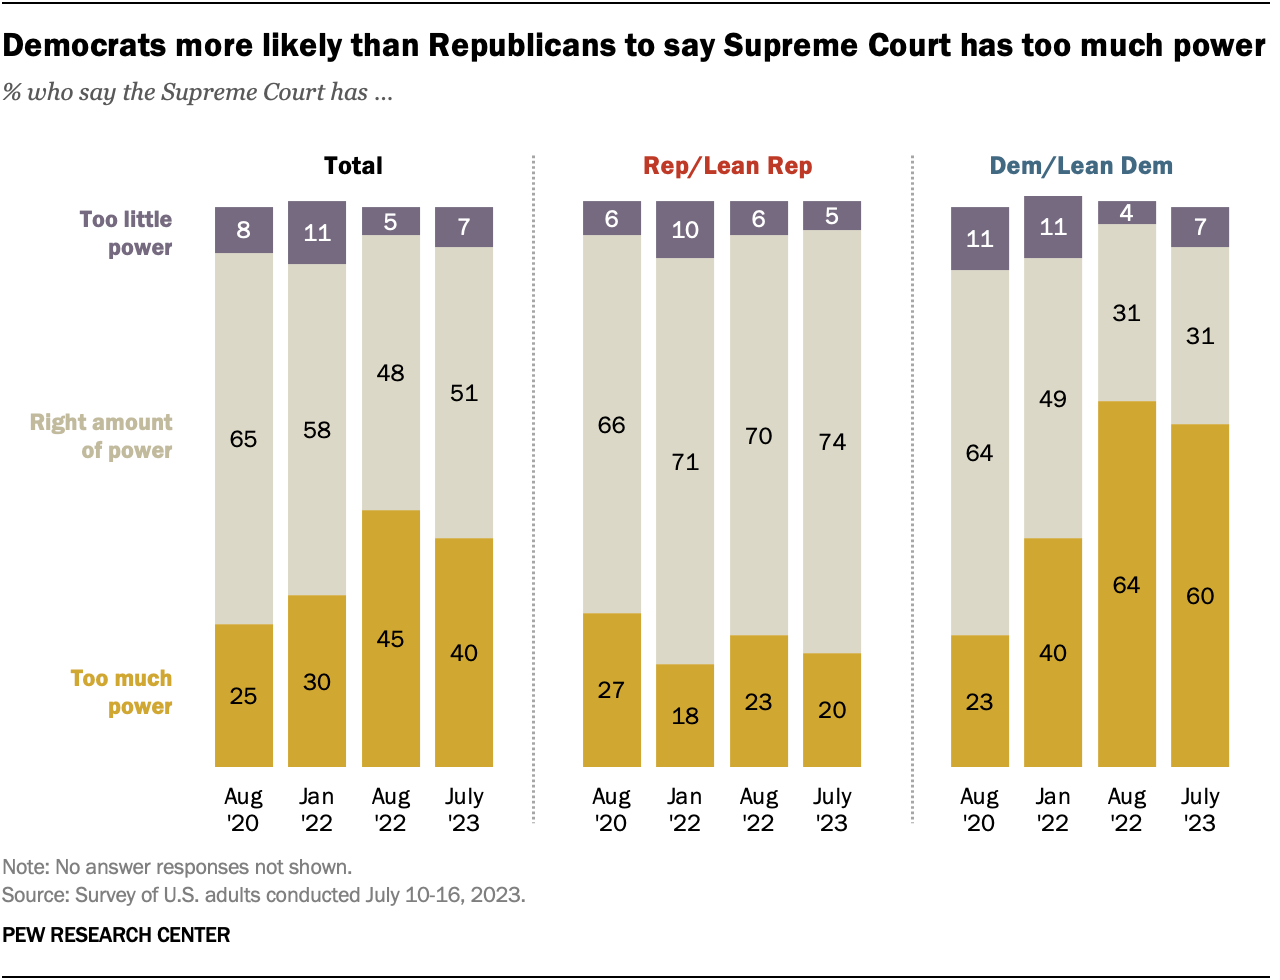 Democrats more likely than Republicans to say Supreme Court has too much power
% who say the Supreme Court has ...
Total
Rep/Lean Rep
Dem/Lean Dem
Too little
power
8
11
5
7
6
10
6
5
11
11
4
7
Right amount
of power
65
58
48
51
66
71
70
74
64
49
31
31
Too much
power
25
30
45
40
27
18
23
20
23
40
64
60
Aug
'20
Jan
'22
Aug
'22
July
'23
Aug
'20
Jan
'22
Aug
'22
July
'23
Aug
'20
Jan
'22
Aug
'22
July
'23
Note: No answer responses not shown.
Source: Survey of U.S. adults conducted July 10-16, 2023.
PEW RESEARCH CENTER